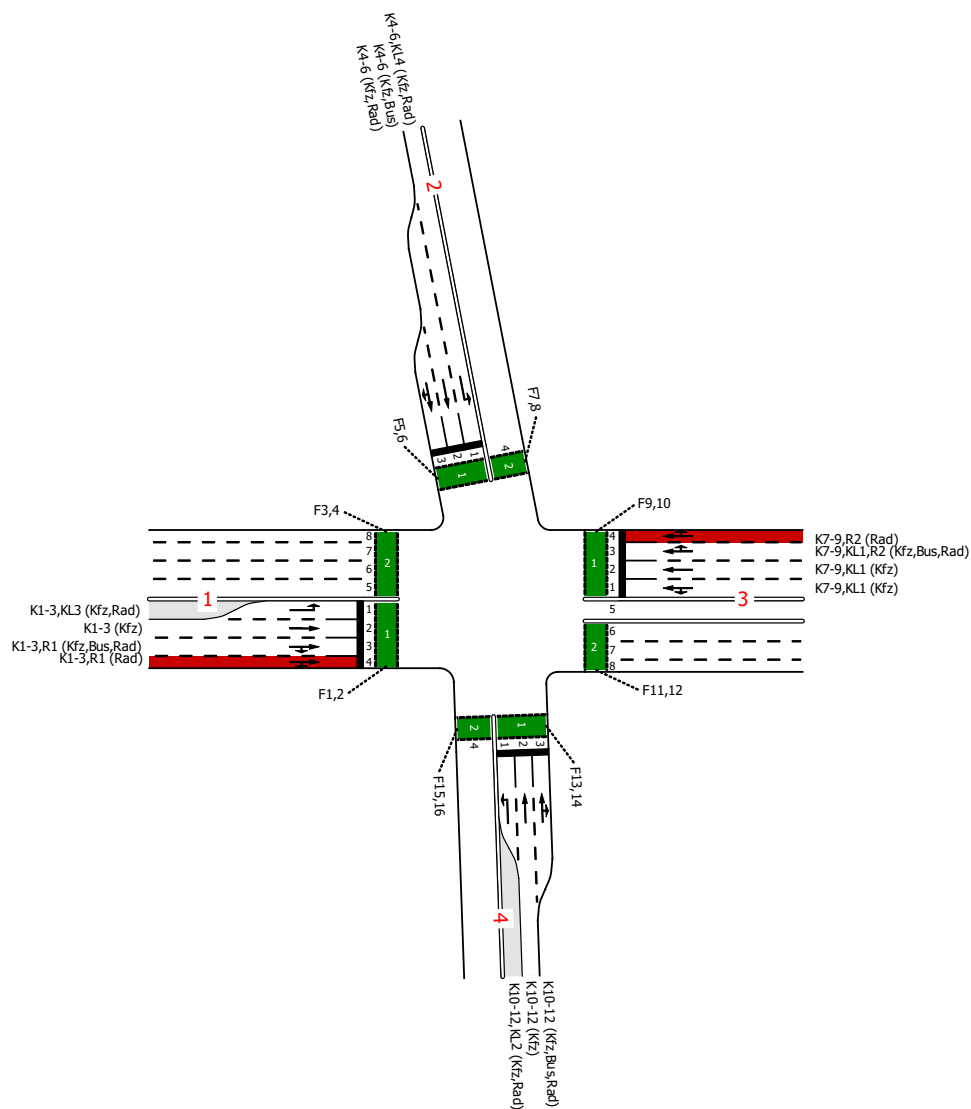 K4-6,KL4 (Kfz,Rad)
K4-6 (Kfz,Bus)
K4-6 (Kfz,Rad)
2
F7,8
F5,6
4
1
2
3
1
2
F3,4
F9,10
8
7
6
5
2
1
1
2
3
4
1
K1-3,KL3 (Kfz,Rad)
K1-3 (Kfz)
K1-3,R1 (Kfz,Bus,Rad)
K1-3,R1 (Rad)
F1,2
4
3
2
1
1
5
6
7
8
2
3
K7-9,R2 (Rad)
K7-9,KL1,R2 (Kfz,Bus,Rad)
K7-9,KL1 (Kfz)
K7-9,KL1 (Kfz)
F11,12
2
1
4
1
2
3
F15,16
F13,14
4
K10-12,KL2 (Kfz,Rad)
K10-12 (Kfz)
K10-12 (Kfz,Bus,Rad)